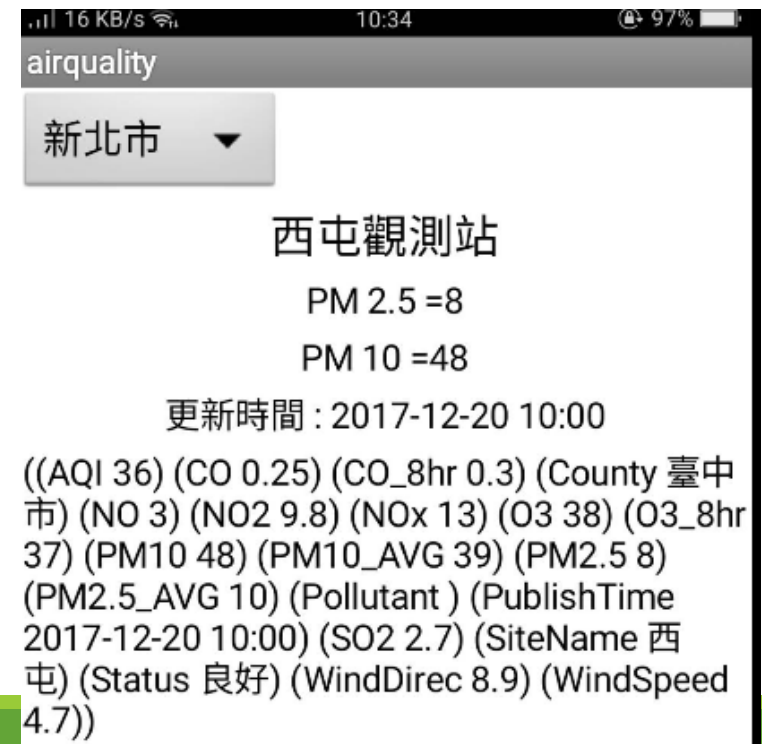 16 KB/s 10:34 97%
airquality
新北市
西屯觀測站
PM 2.5 =8
PM 10 =48
更新時間 : 2017-12-20 10:00
((AQI 36) (CO 0.25) (CO_8hr 0.3) (County 臺中
市) (NO 3) (NO2 9.8) (NOx 13) (O3 38) (O3_8hr
37) (PM10 48) (PM10_AVG 39) (PM2.5 8)
(PM2.5_AVG 10) (Pollutant ) (PublishTime
2017-12-20 10:00) (SO2 2.7) (SiteName 西
屯) (Status 良好) (WindDirec 8.9) (WindSpeed
4.7))